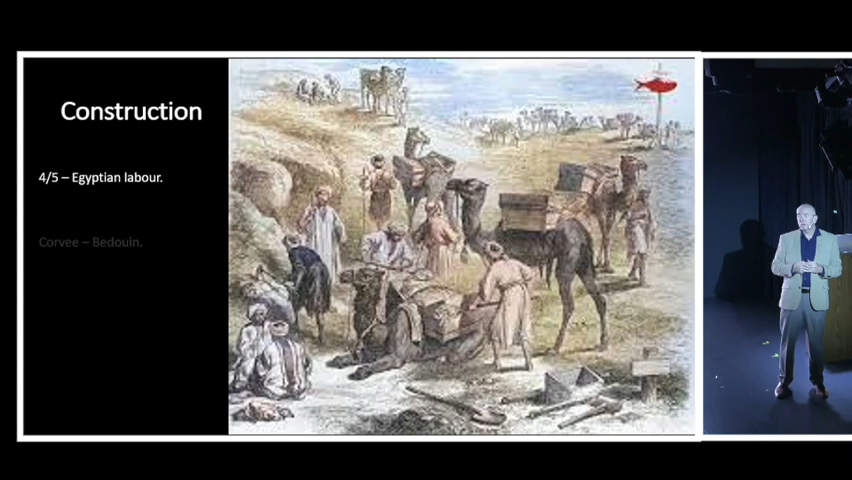 Construction
4/5 – Egyptian labour.
Corvee – Bedouin.